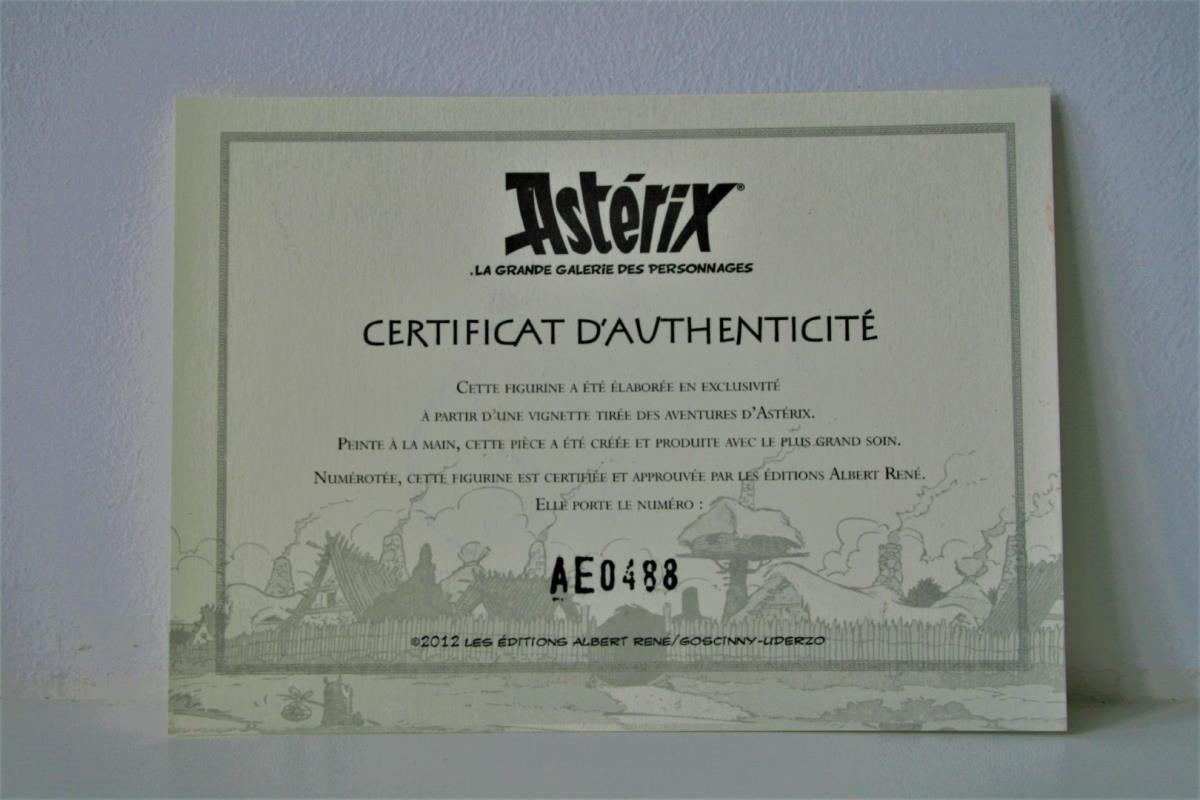 Astérix®
.LA GRANDE GALERIE DES PERSONNAGES
CERTIFICAT D'AUTHENTICITÉ
CETTE FIGURINE A ÉTÉ ÉLABORÉE EN EXCLUSIVITÉ
À PARTIR D'UNE VIGNETTE TIRÉE DES AVENTURES D'ASTÉRIX.
PEINTE À LA MAIN, CETTE PIÈCE A ÉTÉ CRÉÉE ET PRODUITE AVEC LE PLUS GRAND SOIN.
NUMÉROTÉE, CETTE FIGURINE EST CERTIFIÉE ET APPROUVÉE PAR LES ÉDITIONS ALBERT RENÉ.
ELLE PORTE LE NUMÉRO :
AE0488
©2012 LES ÉDITIONS ALBERT RENÉ/GOSCINNY-UDERZO